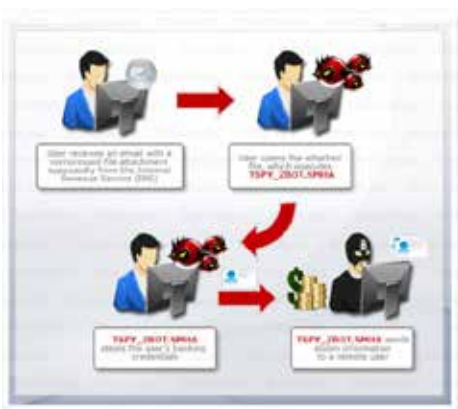 User receives an email with a
compressed file attachment
supposedly from the Internal
Revenue Service (IRS)
User opens the attached
file, which executes
TSPY_ZBOT.SMHA
TSPY_ZBOT.SMHA
steals the user's banking
credentials
TSPY_ZBOT.SMHA sends
stolen information
to a remote user